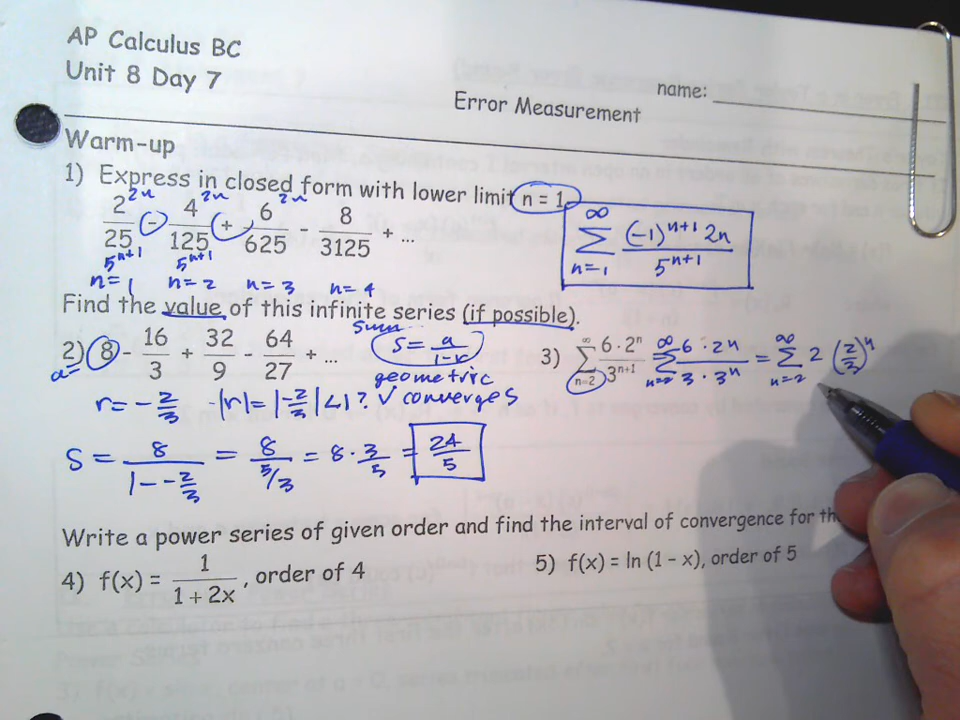 AP Calculus BC
Unit 8 Day 7
name:
Error Measurement
Warm-up
1) Express in closed form with lower limit n = 1.
2n 2n 2n
2/25 - 4/125 + 6/625 - 8/3125 + ...
5^(n+1) 5^(n+1)
n=1 n=2 n=3 n=4
∞ Σ n=1 (-1)^(n+1) 2n / 5^(n+1)
Find the value of this infinite series (if possible).
sum
2) 8 - 16/3 + 32/9 - 64/27 + ...
a=
S = a/(1-r)
geometric
r = -2/3 |r| = |-2/3| < 1? ✓ converges
S = 8/(1--2/3) = 8/(5/3) = 8·3/5 = 24/5
3) ∞ Σ n=2 6·2^n / 3^(n+1) ∞ Σ n=2 6·2^n / 3·3^n = ∞ Σ n=2 2 (2/3)^n
Write a power series of given order and find the interval of convergence for
4) f(x) = 1/(1 + 2x), order of 4
5) f(x) = ln (1 - x), order of 5